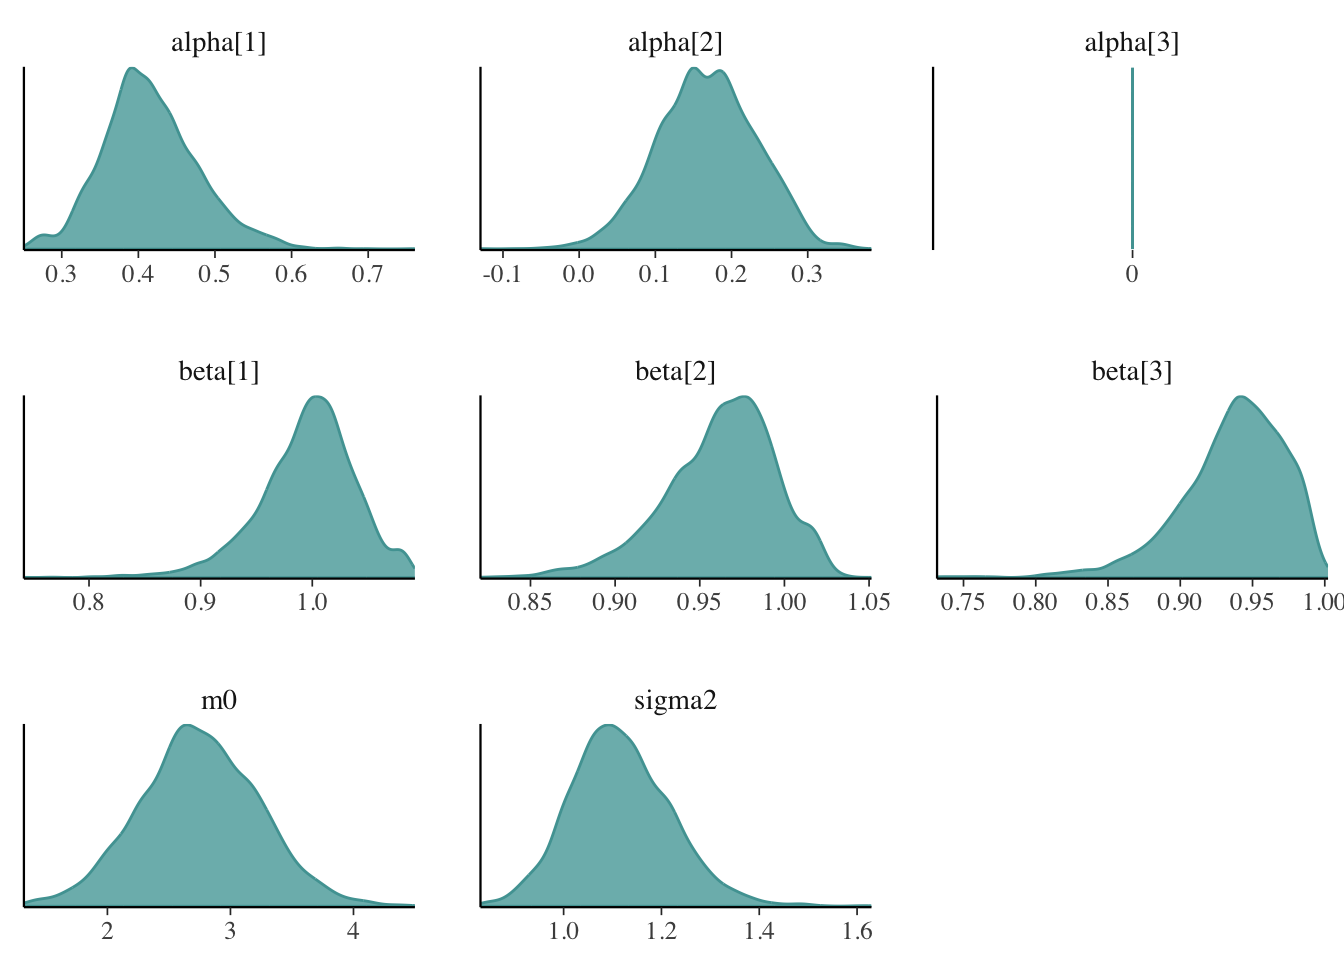 alpha[1] alpha[2] alpha[3]
0.3 0.4 0.5 0.6 0.7 -0.1 0.0 0.1 0.2 0.3 0
beta[1] beta[2] beta[3]
0.8 0.9 1.0 0.85 0.90 0.95 1.00 1.05 0.75 0.80 0.85 0.90 0.95 1.00
m0 sigma2
2 3 4 1.0 1.2 1.4 1.6